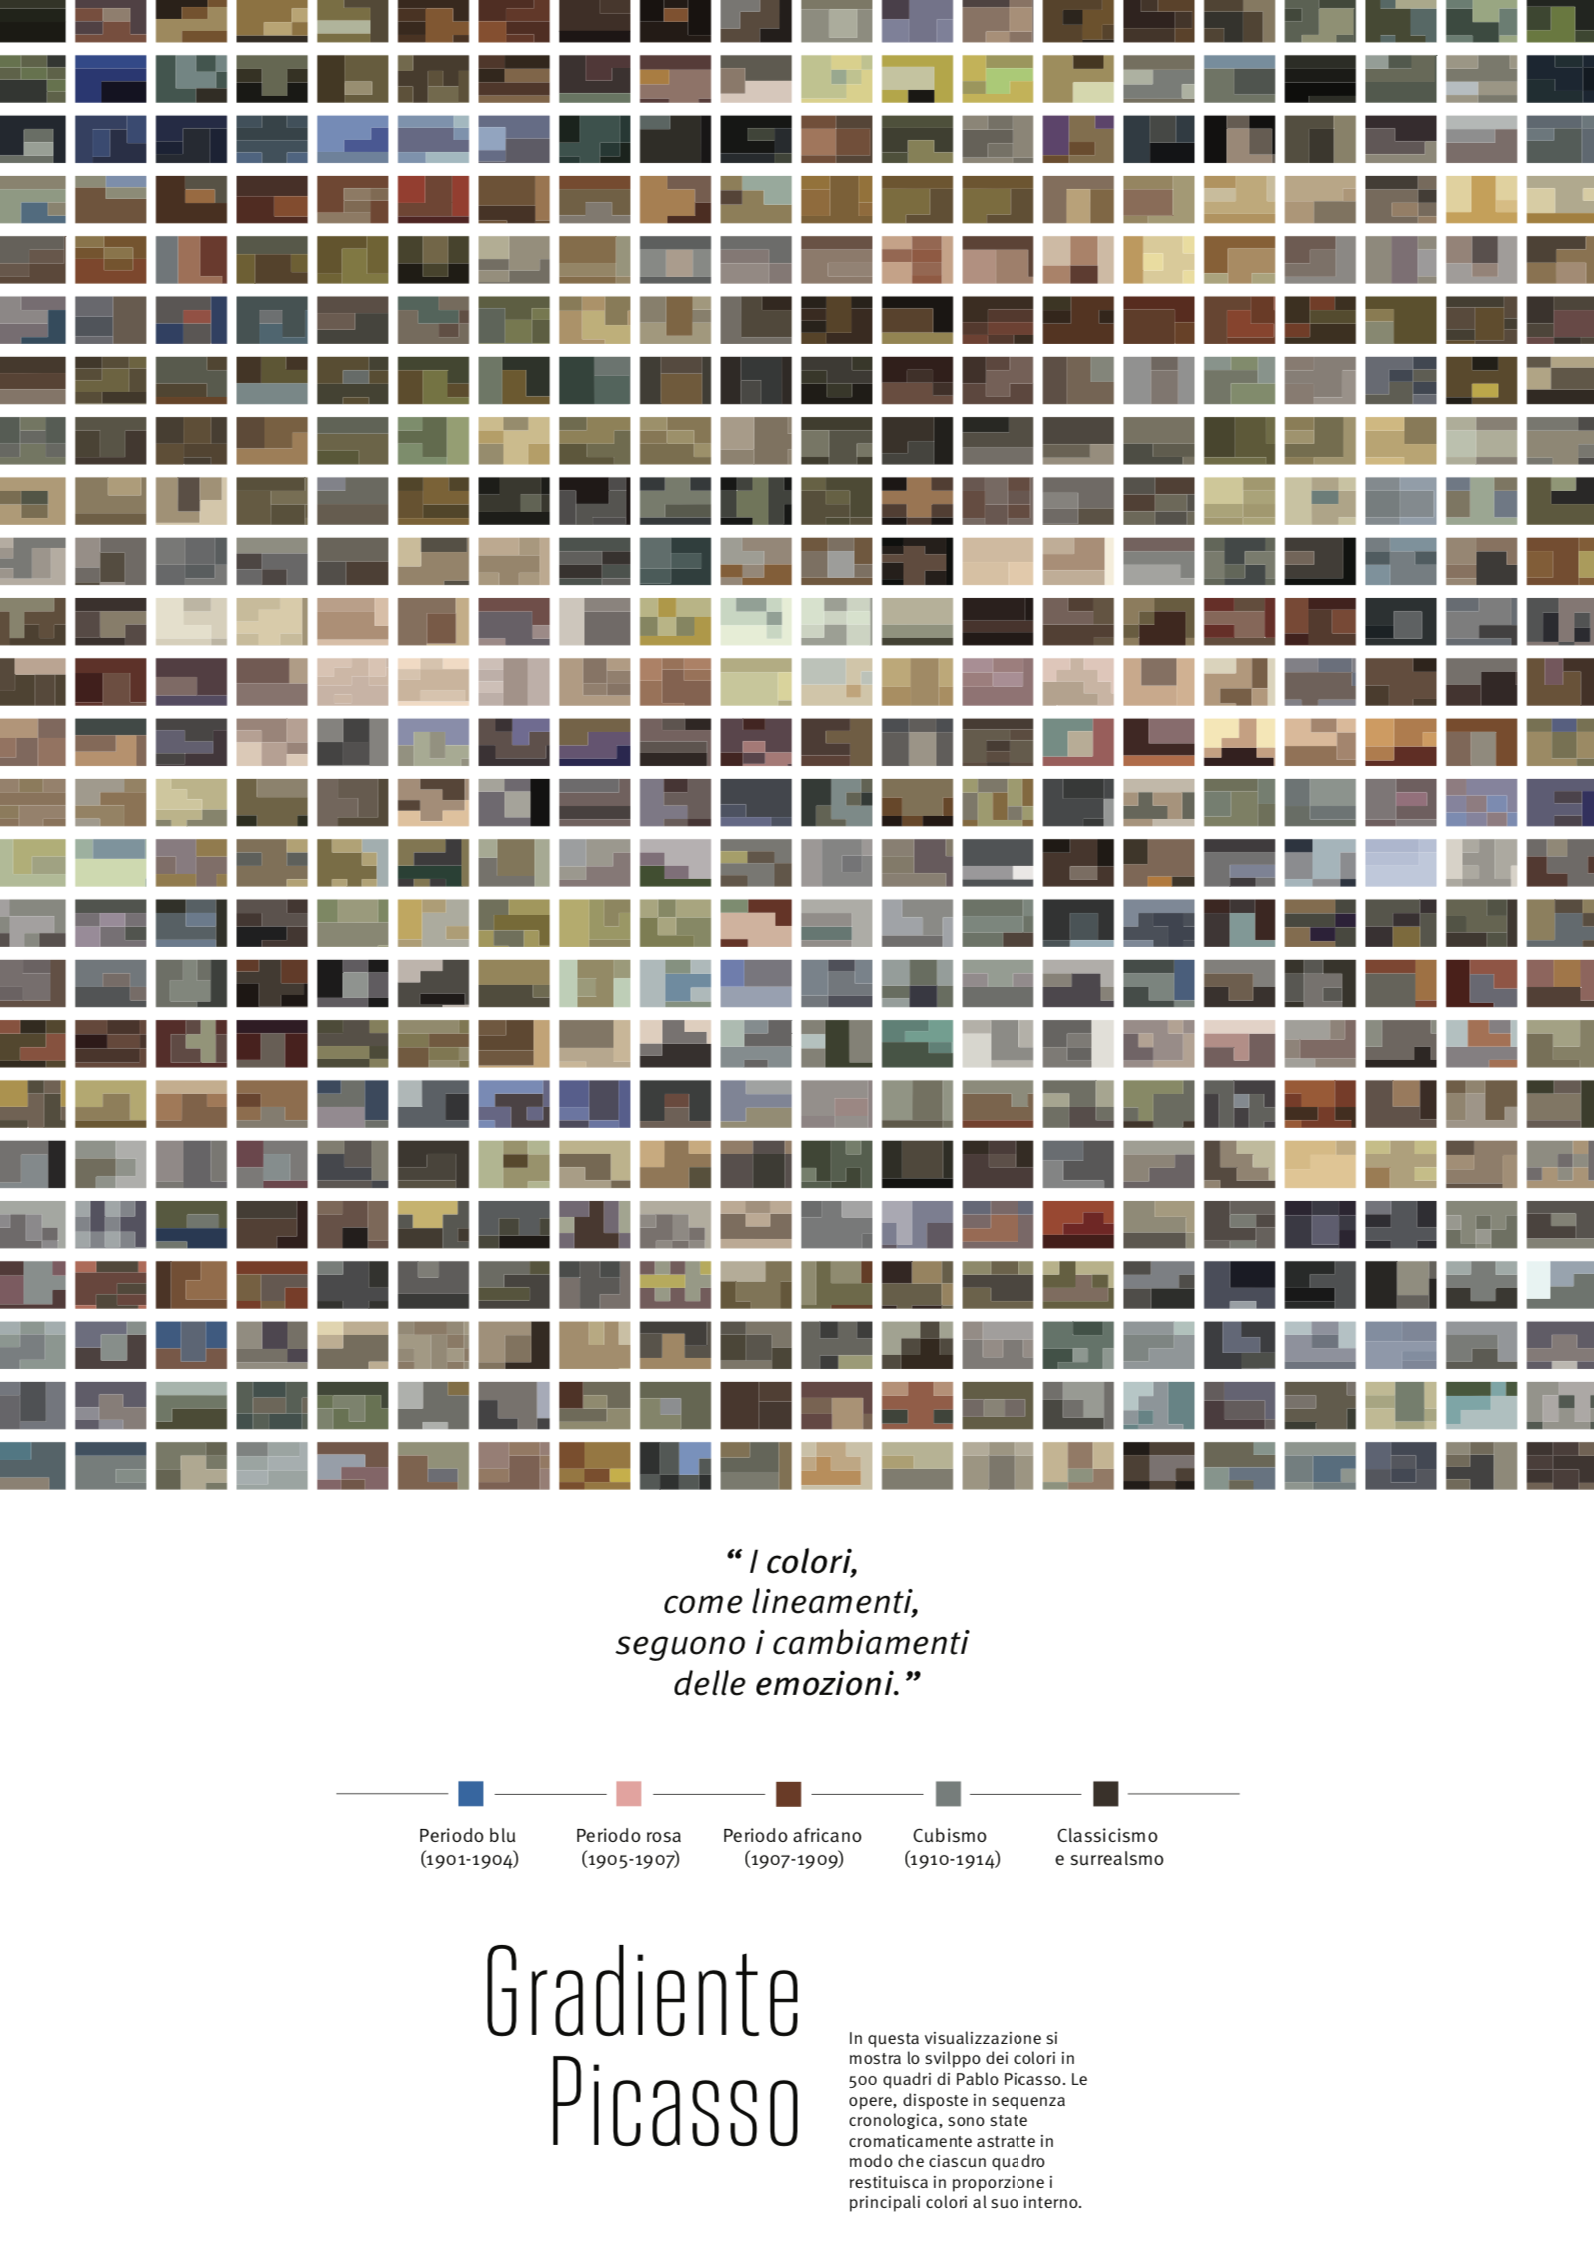 “ I colori,
come lineamenti,
seguono i cambiamenti
delle emozioni.”
Periodo blu
(1901-1904)
Periodo rosa
(1905-1907)
Periodo africano
(1907-1909)
Cubismo
(1910-1914)
Classicismo
e surrealsmo
Gradiente
Picasso
In questa visualizzazione si
mostra lo svilppo dei colori in
500 quadri di Pablo Picasso. Le
opere, disposte in sequenza
cronologica, sono state
cromaticamente astratte in
modo che ciascun quadro
restituisca in proporzione i
principali colori al suo interno.